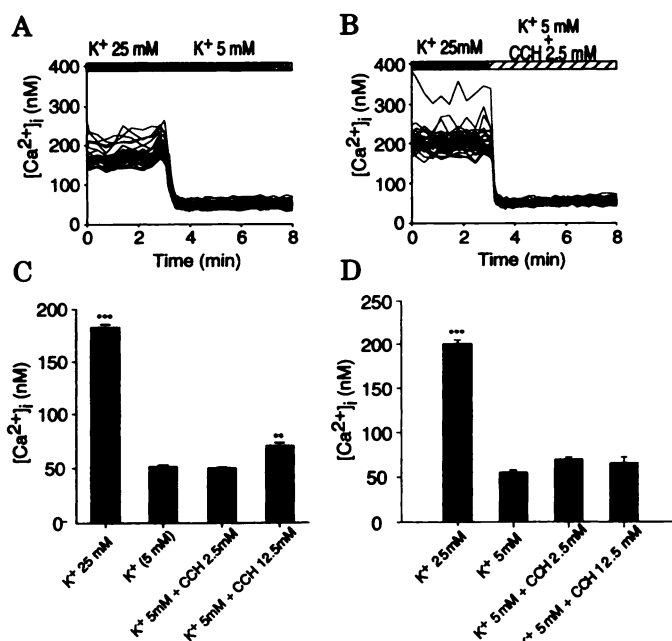 A
K⁺ 25 mM K⁺ 5 mM
400
300
200
100
0
[Ca²⁺]i (nM)
0 2 4 6 8
Time (min)
B
K⁺ 5 mM
+
K⁺ 25mM CCH 2.5 mM
400
300
200
100
0
[Ca²⁺]i (nM)
0 2 4 6 8
Time (min)
C
200
150
100
50
0
[Ca²⁺]i (nM)
•••
••
K⁺ 25 mM
K⁺ (5 mM)
K⁺ 5mM + CCH 2.5mM
K⁺ 5mM + CCH 12.5mM
D
250
200
150
100
50
0
[Ca²⁺]i (nM)
•••
K⁺ 25mM
K⁺ 5mM
K⁺ 5mM + CCH 2.5mM
K⁺ 5mM + CCH 12.5 mM